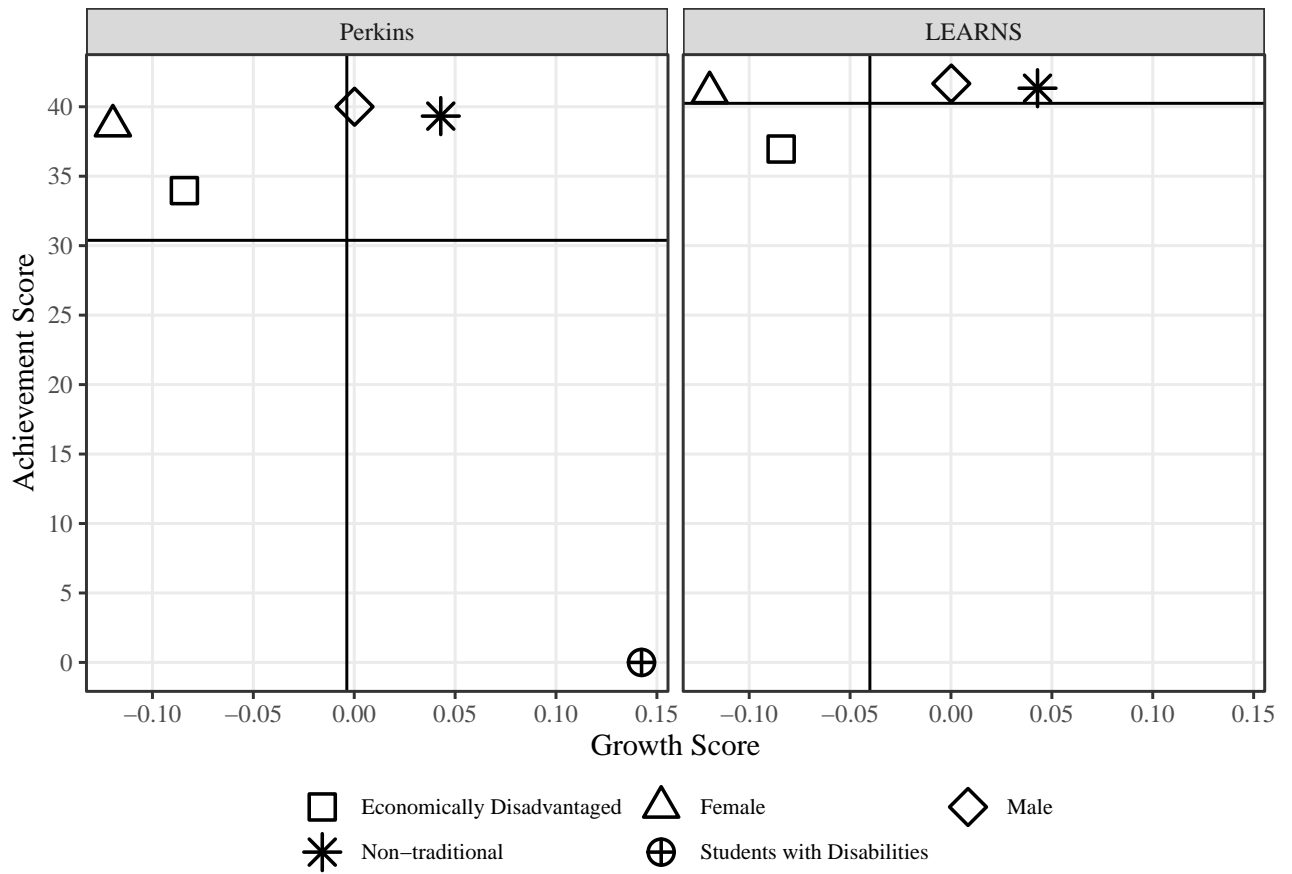 Perkins
LEARNS
40
35
30
25
20
15
10
5
0
Achievement Score
−0.10 −0.05 0.00 0.05 0.10 0.15
−0.10 −0.05 0.00 0.05 0.10 0.15
Growth Score
Economically Disadvantaged Female Male
Non−traditional Students with Disabilities